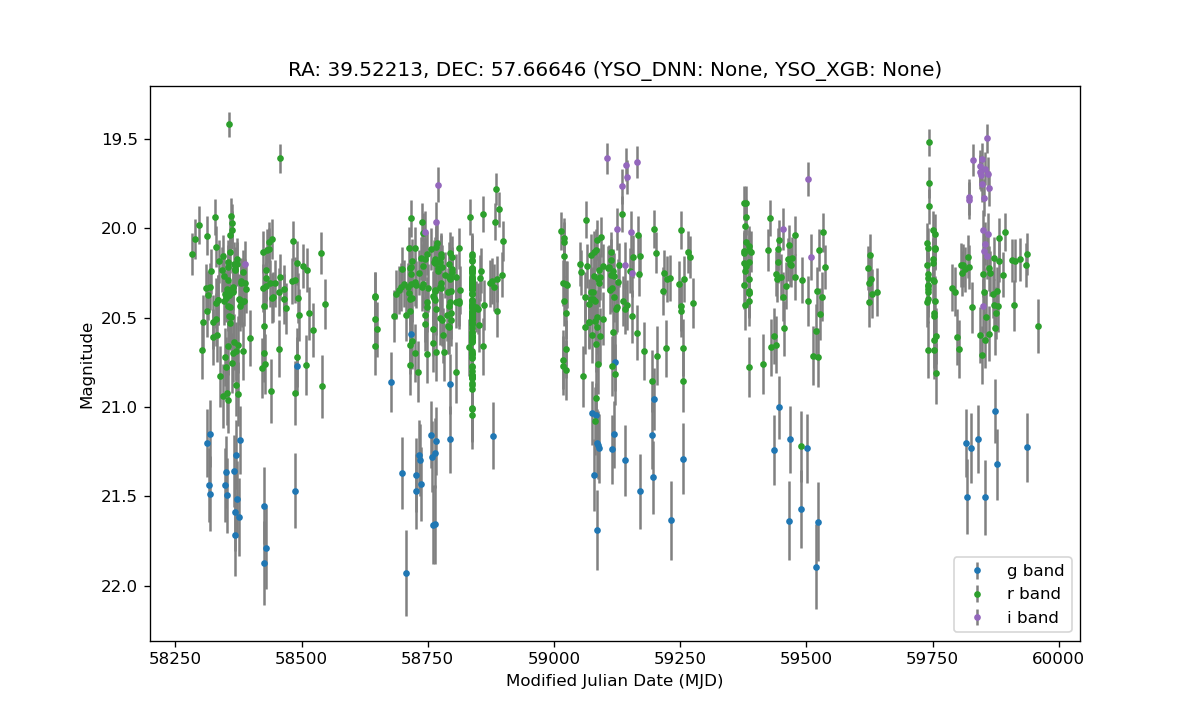 RA: 39.52213, DEC: 57.66646 (YSO_DNN: None, YSO_XGB: None)
Magnitude
19.5
20.0
20.5
21.0
21.5
22.0
g band
r band
i band
58250 58500 58750 59000 59250 59500 59750 60000
Modified Julian Date (MJD)